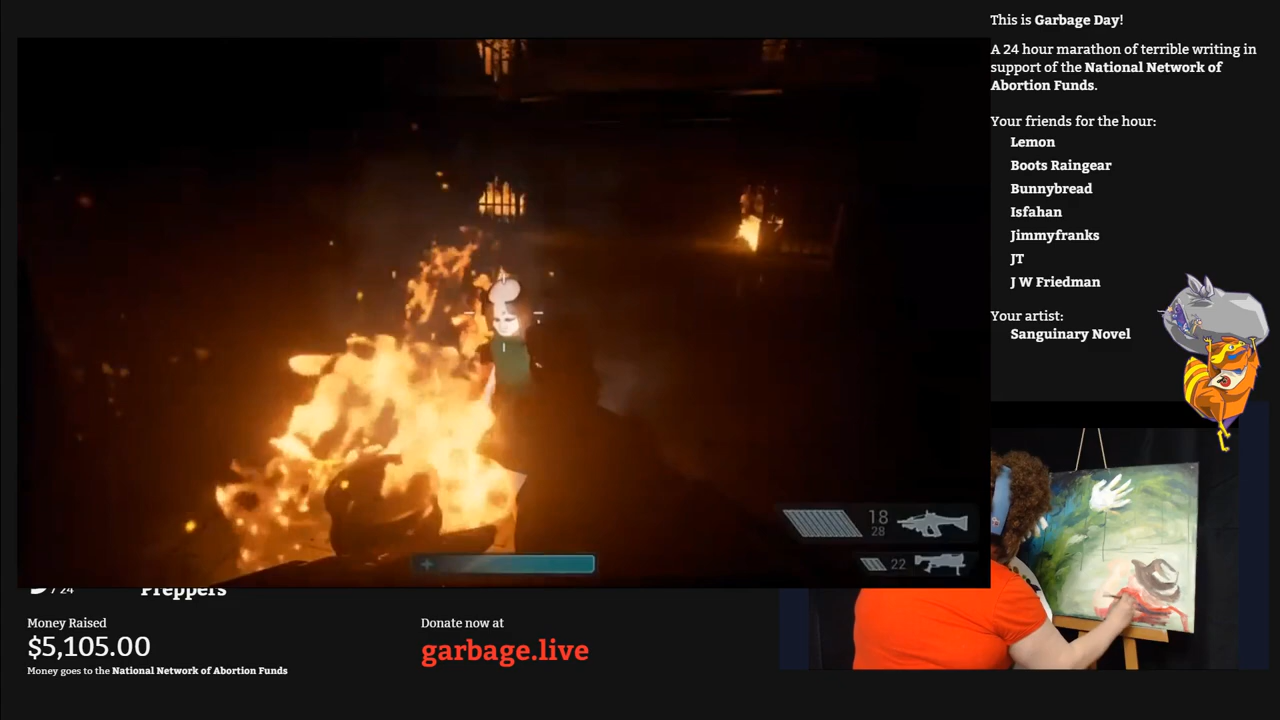 This is Garbage Day!
A 24 hour marathon of terrible writing in
support of the National Network of
Abortion Funds.
Your friends for the hour:
Lemon
Boots Raingear
Bunnybread
Isfahan
Jimmyfranks
JT
J W Friedman
Your artist:
Sanguinary Novel
18
28
22
/ 24
Preppers
Money Raised
$5,105.00
Money goes to the National Network of Abortion Funds
Donate now at
garbage.live